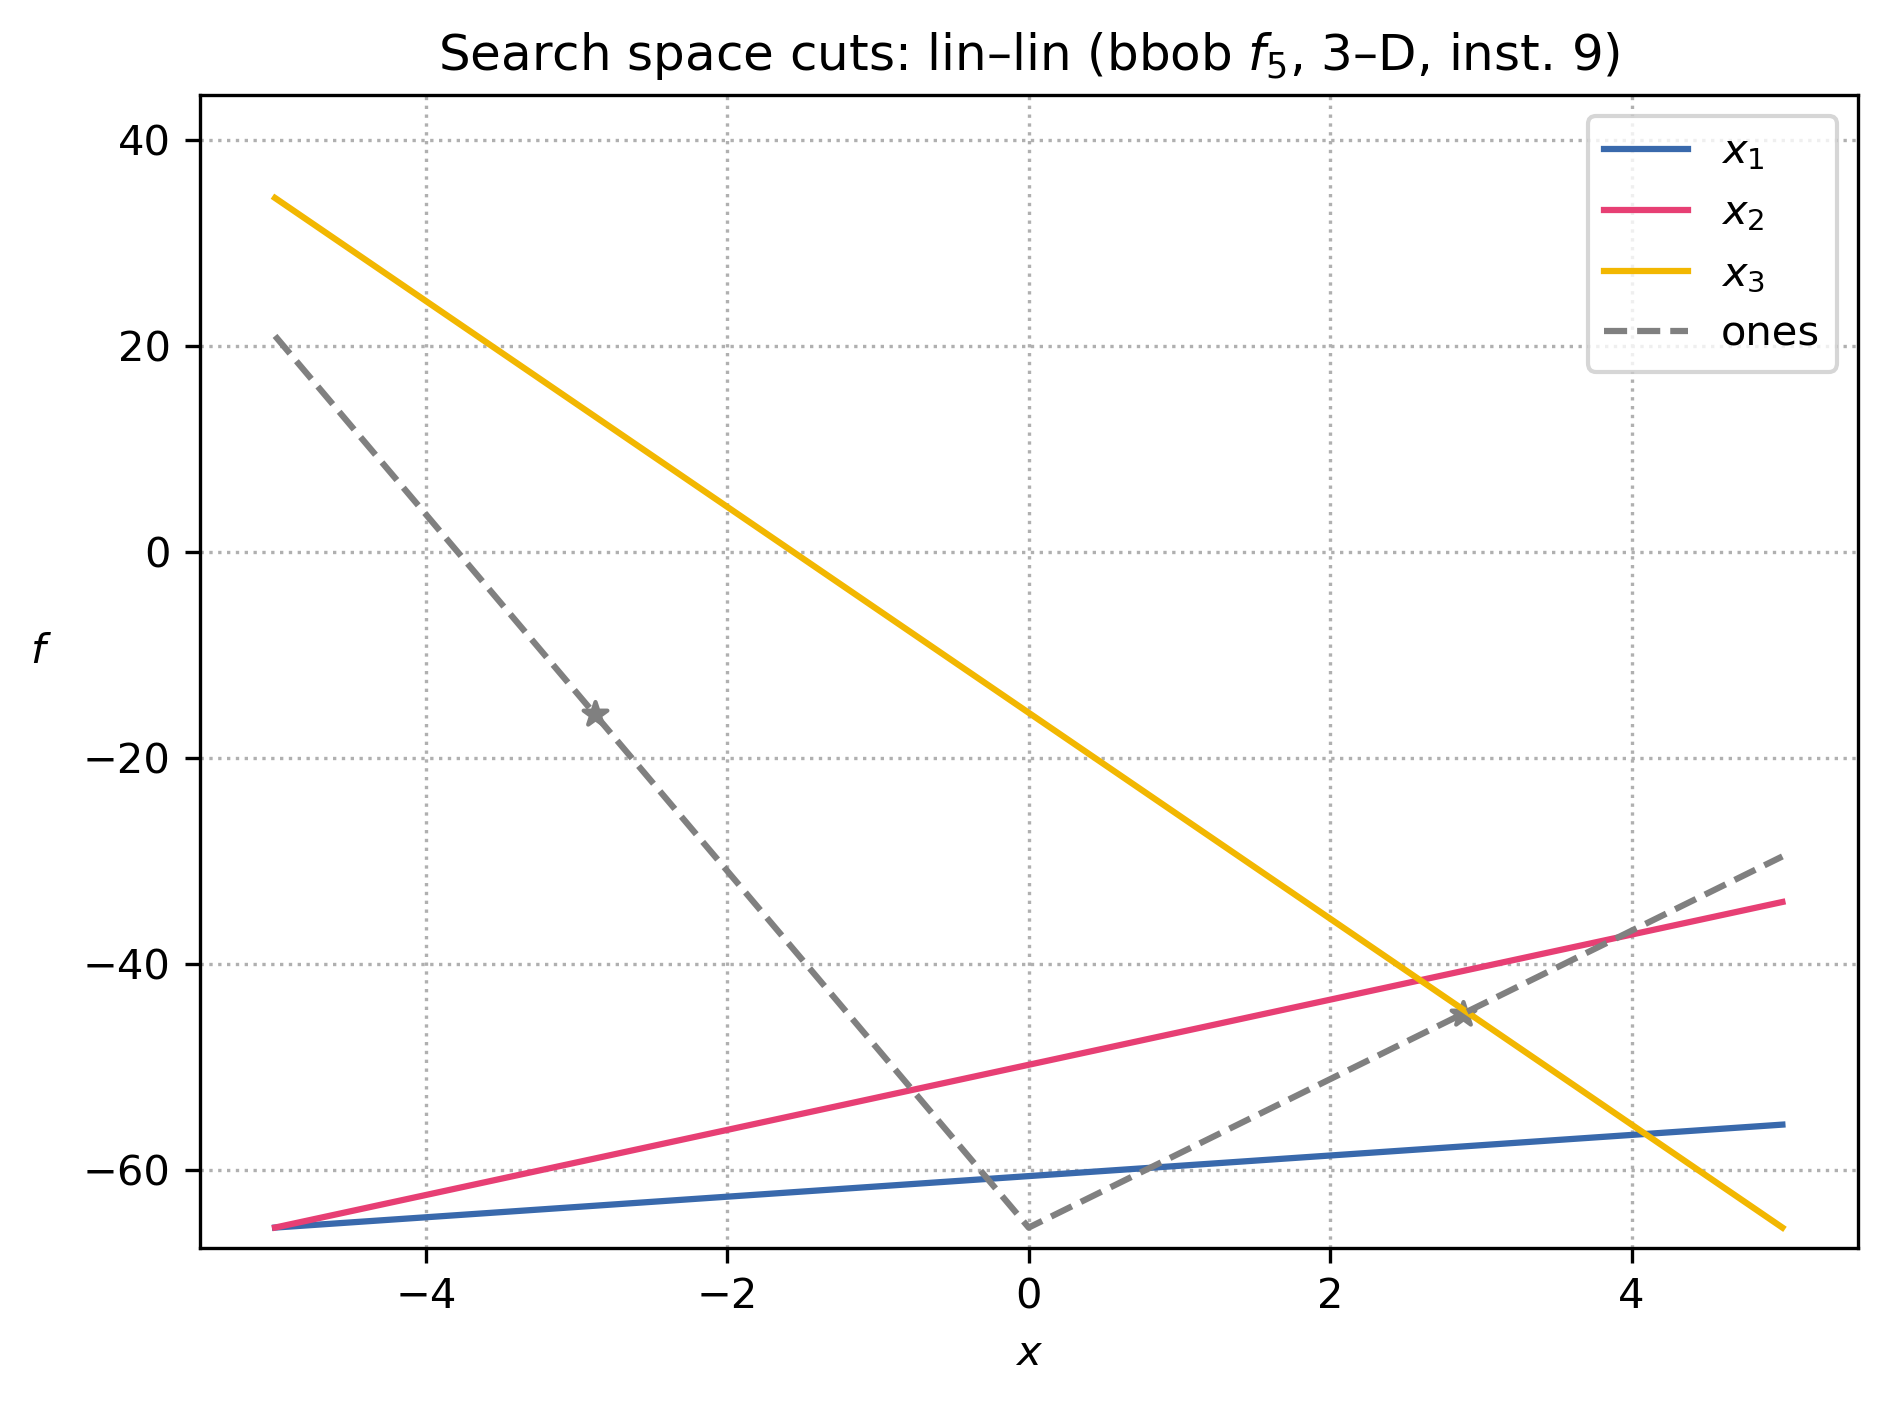 Search space cuts: lin–lin (bbob f₅, 3–D, inst. 9)
x₁
x₂
x₃
ones
40
20
0
−20
−40
−60
f
−4
−2
0
2
4
x